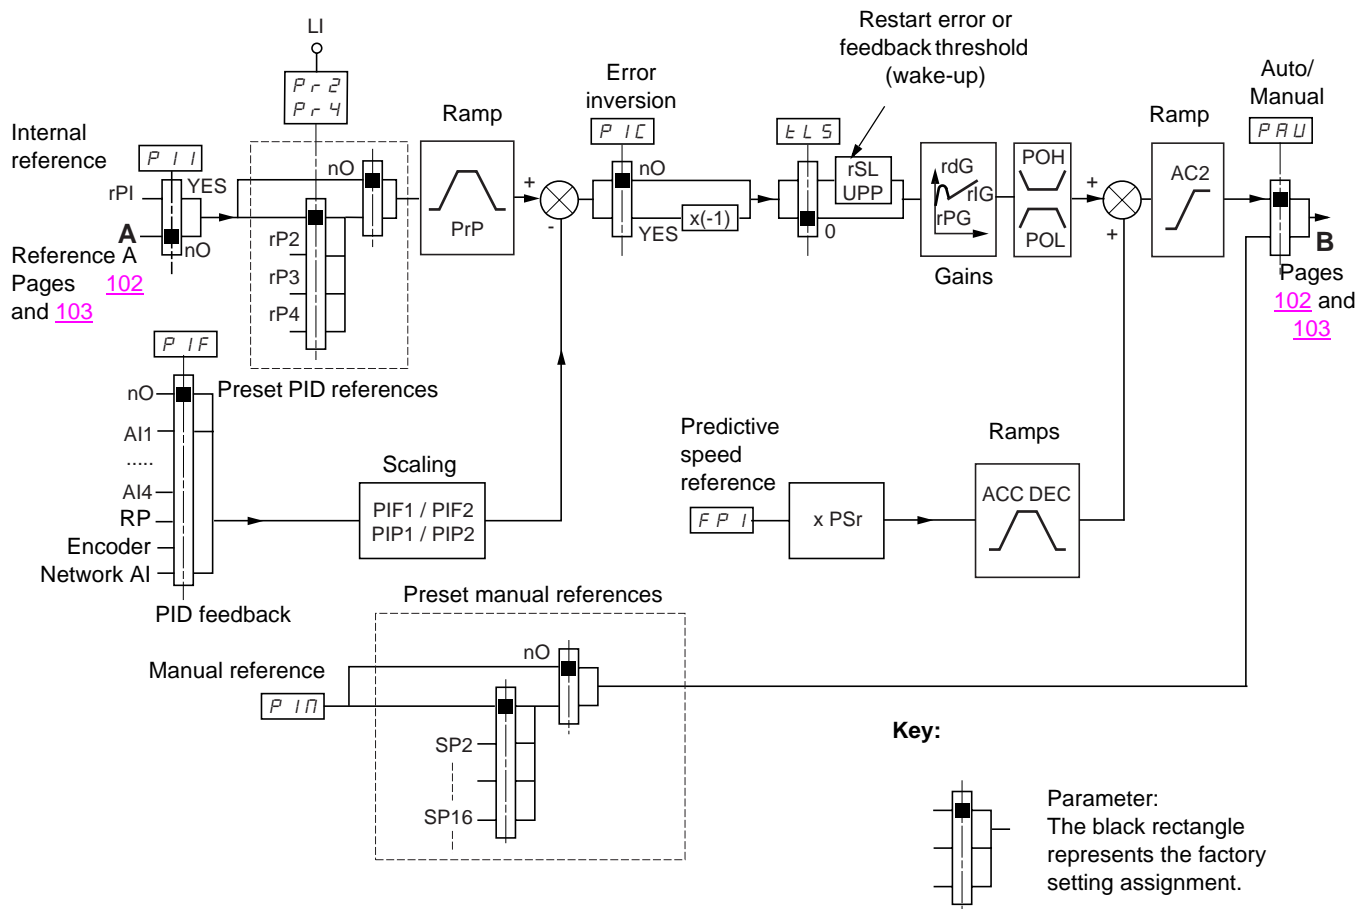 LI
Pr2
Pr4
Restart error or
feedback threshold
(wake-up)
Error
inversion
Auto/
Manual
Ramp
Ramp
Internal
reference
PII
PIC
tLS
PAU
YES
nO
nO
rSL
UPP
rdG
rIG
rPG
POH
POL
AC2
rPI
A
nO
PrP
+
-
YES
x(-1)
0
+
+
B
Reference A
Pages 102
and 103
rP2
rP3
rP4
Gains
Pages
102 and
103
PIF
Preset PID references
nO
AI1
.....
AI4
RP
Encoder
Network AI
PID feedback
Scaling
PIF1 / PIF2
PIP1 / PIP2
Predictive
speed
reference
FPI
x PSr
Ramps
ACC DEC
Preset manual references
Manual reference
PIM
nO
SP2
SP16
Key:
Parameter:
The black rectangle
represents the factory
setting assignment.